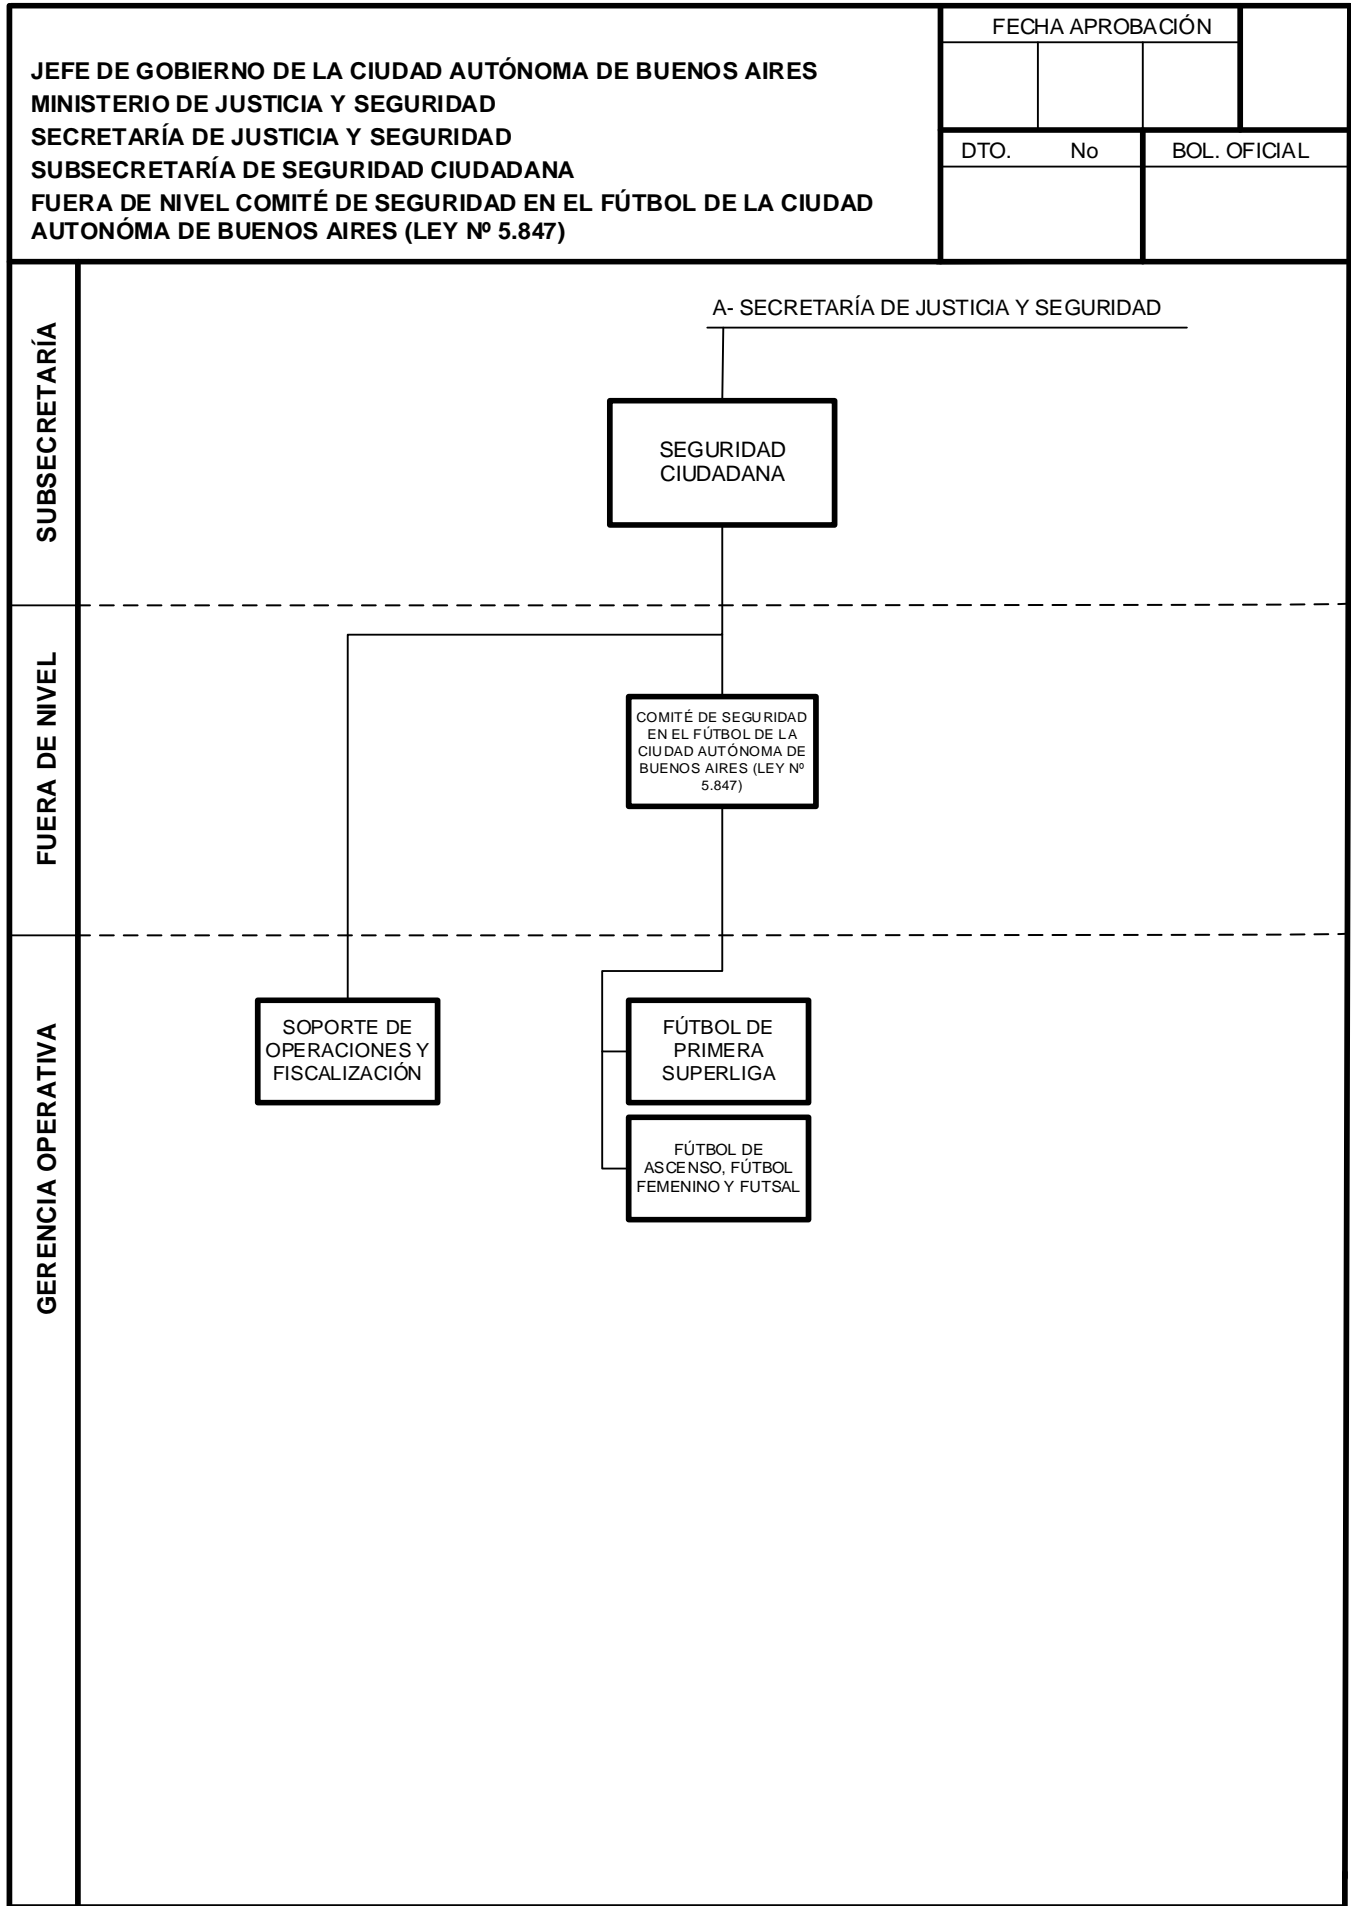 JEFE DE GOBIERNO DE LA CIUDAD AUTÓNOMA DE BUENOS AIRES
MINISTERIO DE JUSTICIA Y SEGURIDAD
SECRETARÍA DE JUSTICIA Y SEGURIDAD
SUBSECRETARÍA DE SEGURIDAD CIUDADANA
FUERA DE NIVEL COMITÉ DE SEGURIDAD EN EL FÚTBOL DE LA CIUDAD
AUTONÓMA DE BUENOS AIRES (LEY Nº 5.847)
FECHA APROBACIÓN
DTO. No
BOL. OFICIAL
SUBSECRETARÍA
A- SECRETARÍA DE JUSTICIA Y SEGURIDAD
SEGURIDAD
CIUDADANA
FUERA DE NIVEL
COMITÉ DE SEGURIDAD
EN EL FÚTBOL DE LA
CIUDAD AUTÓNOMA DE
BUENOS AIRES (LEY Nº
5.847)
GERENCIA OPERATIVA
SOPORTE DE
OPERACIONES Y
FISCALIZACIÓN
FÚTBOL DE
PRIMERA
SUPERLIGA
FÚTBOL DE
ASCENSO, FÚTBOL
FEMENINO Y FUTSAL